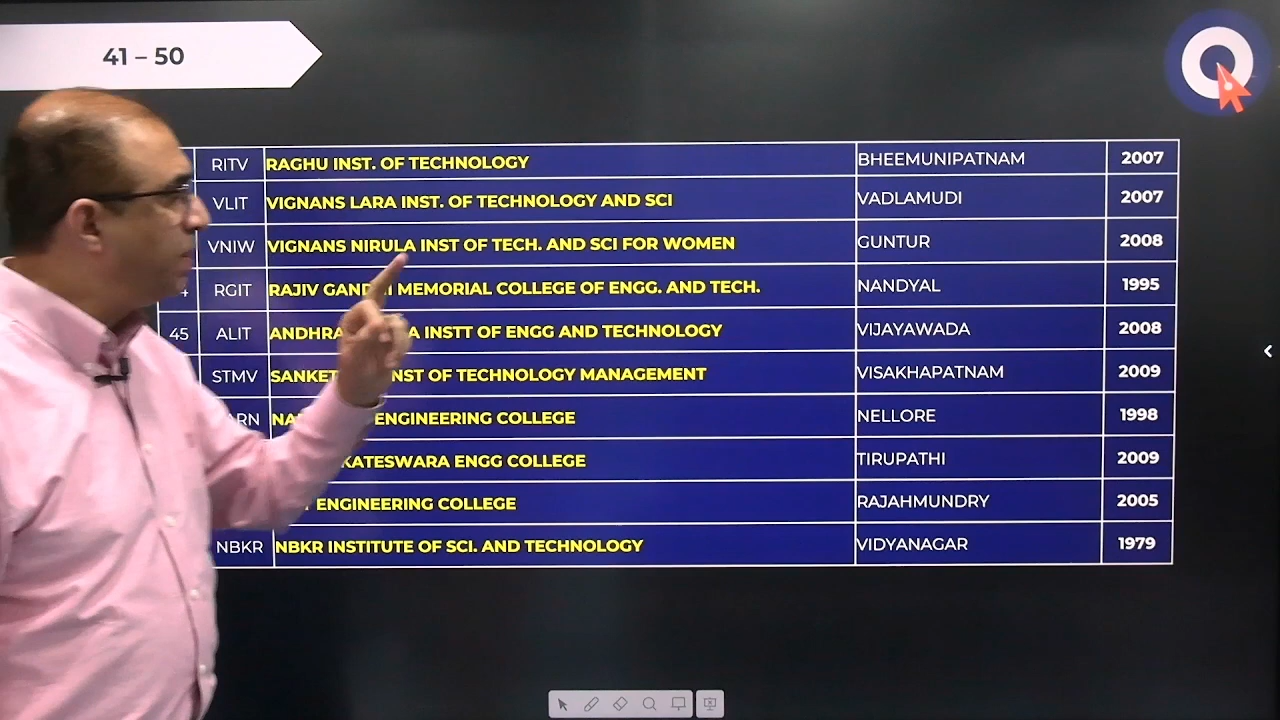 41 – 50
RITV RAGHU INST. OF TECHNOLOGY BHEEMUNIPATNAM 2007
VLIT VIGNANS LARA INST. OF TECHNOLOGY AND SCI VADLAMUDI 2007
VNIW VIGNANS NIRULA INST OF TECH. AND SCI FOR WOMEN GUNTUR 2008
RGIT RAJIV MEMORIAL COLLEGE OF ENGG. AND TECH. NANDYAL 1995
45 ALIT ANDHRA INSTT OF ENGG AND TECHNOLOGY VIJAYAWADA 2008
STMV OF TECHNOLOGY MANAGEMENT VISAKHAPATNAM 2009
ENGINEERING COLLEGE NELLORE 1998
ENGG COLLEGE TIRUPATHI 2009
ENGINEERING COLLEGE RAJAHMUNDRY 2005
NBKR NBKR INSTITUTE OF SCI. AND TECHNOLOGY VIDYANAGAR 1979